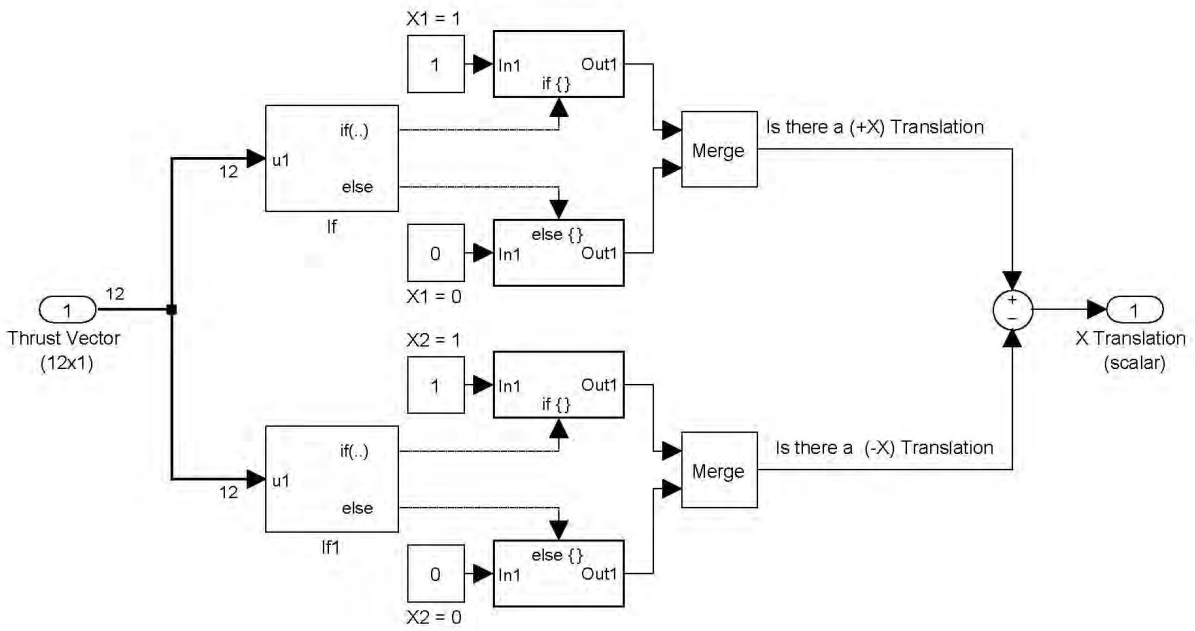 X1 = 1
1
In1
Out1
if {}
if(..)
u1
12
else
If
Merge
Is there a (+X) Translation
0
In1
else {}
Out1
X1 = 0
12
1
Thrust Vector
(12x1)
+
−
1
X Translation
(scalar)
X2 = 1
1
In1
Out1
if {}
if(..)
u1
12
else
If1
Merge
Is there a (-X) Translation
0
In1
else {}
Out1
X2 = 0